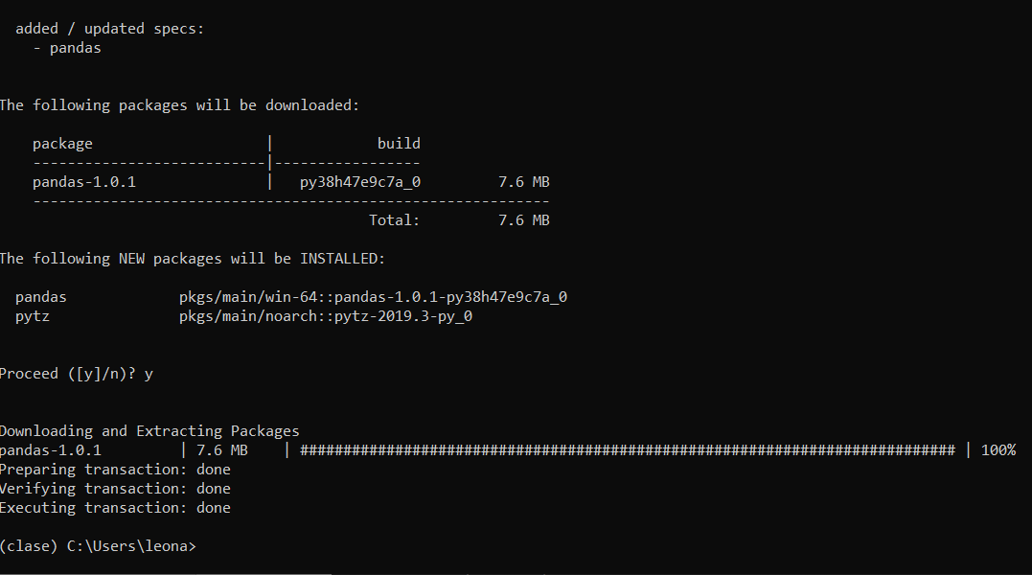 added / updated specs:
- pandas
The following packages will be downloaded:
package | build
---------------------------|-----------------
pandas-1.0.1 | py38h47e9c7a_0 7.6 MB
------------------------------------------------------------
Total: 7.6 MB
The following NEW packages will be INSTALLED:
pandas pkgs/main/win-64::pandas-1.0.1-py38h47e9c7a_0
pytz pkgs/main/noarch::pytz-2019.3-py_0
Proceed ([y]/n)? y
Downloading and Extracting Packages
pandas-1.0.1 | 7.6 MB | ############################################################################ | 100%
Preparing transaction: done
Verifying transaction: done
Executing transaction: done
(clase) C:\Users\leona>